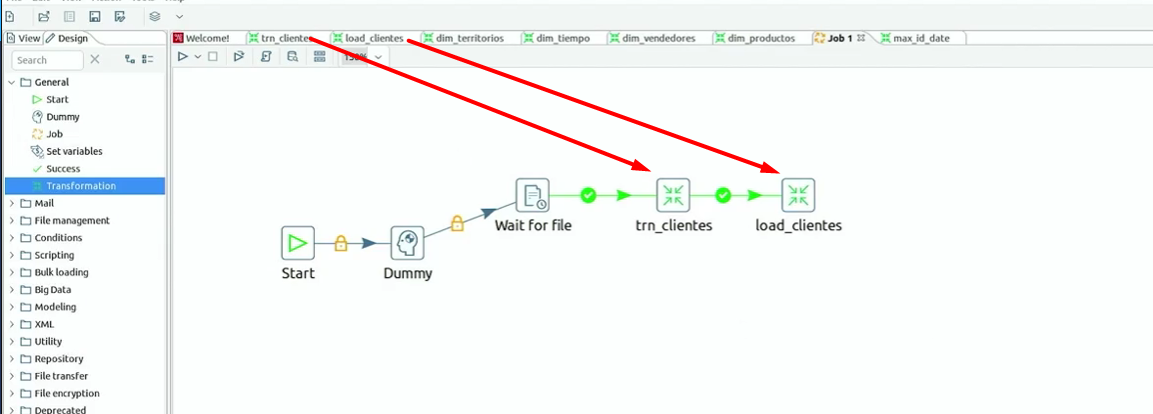 View Design
Welcome! trn_cliente load_clientes dim_territorios dim_tiempo dim_vendedores dim_productos Job 1 max_id_date
Search
General
Start
Dummy
Job
Set variables
Success
Transformation
Mail
File management
Conditions
Scripting
Bulk loading
Big Data
Modeling
XML
Utility
Repository
File transfer
File encryption
Deprecated
Wait for file
trn_clientes
load_clientes
Start
Dummy